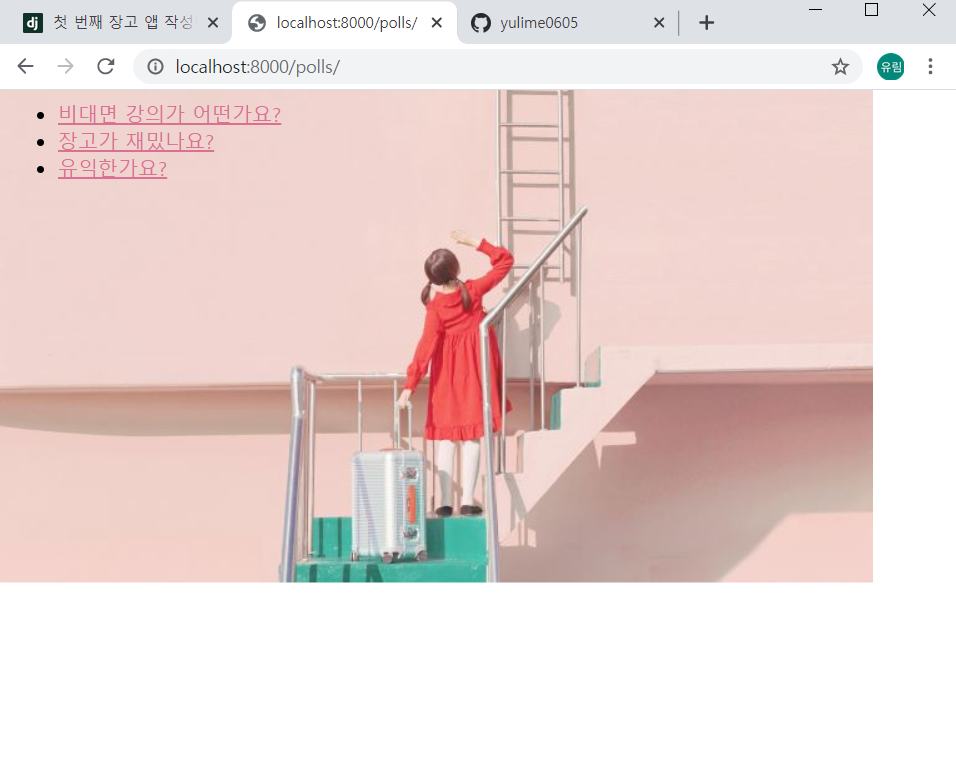 dj 첫 번째 장고 앱 작성
localhost:8000/polls/
yulime0605
localhost:8000/polls/
유림
비대면 강의가 어떤가요?
장고가 재밌나요?
유익한가요?